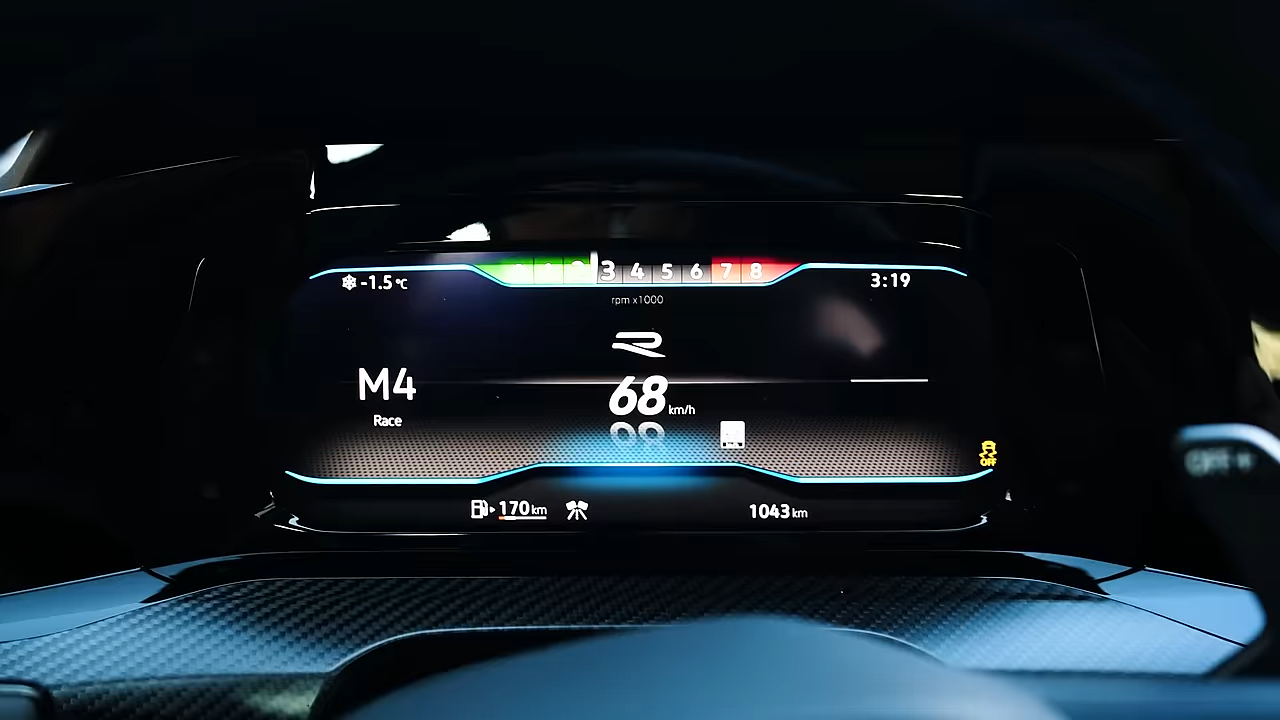 3 4 5 6 7 8
-1.5 °C
3:19
rpm x1000
R
M4
68 km/h
Race
OFF
170 km
1043 km